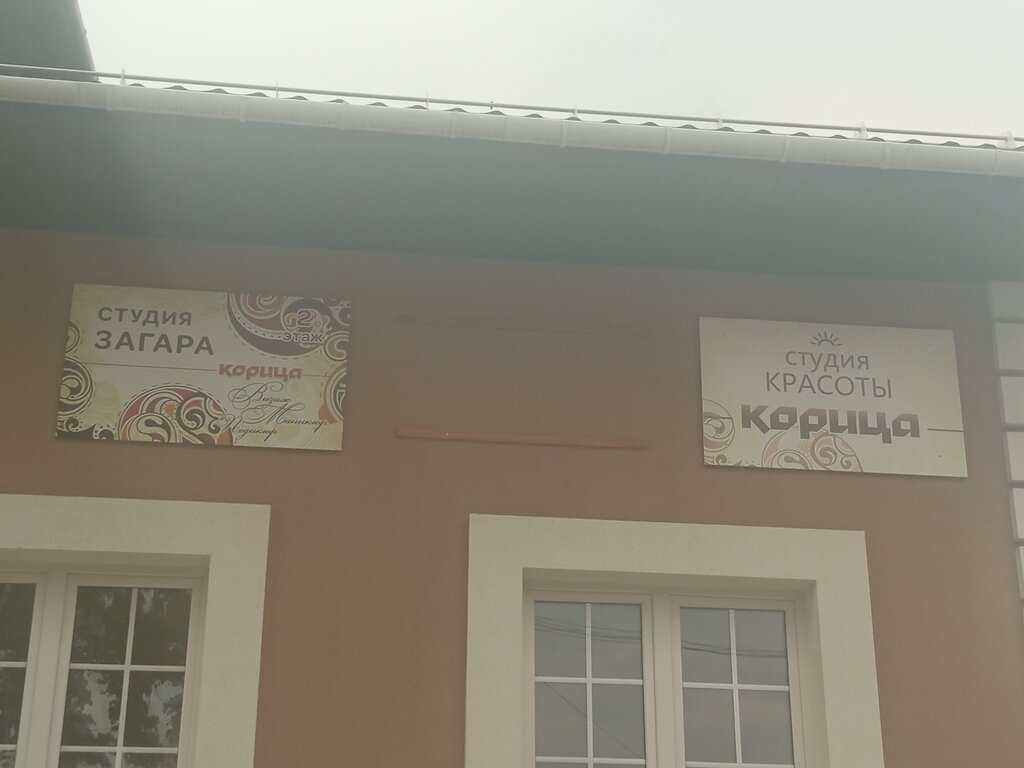 СТУДИЯ
ЗАГАРА
2
этаж
корица
Визаж
Маникюр
Педикюр
СТУДИЯ
КРАСОТЫ
корица